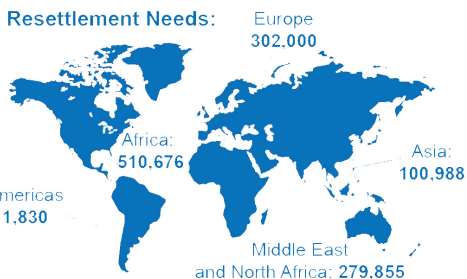 Resettlement Needs:
Europe
302,000
Africa:
510,676
Asia:
100,988
mericas
1,830
Middle East
and North Africa: 279,855